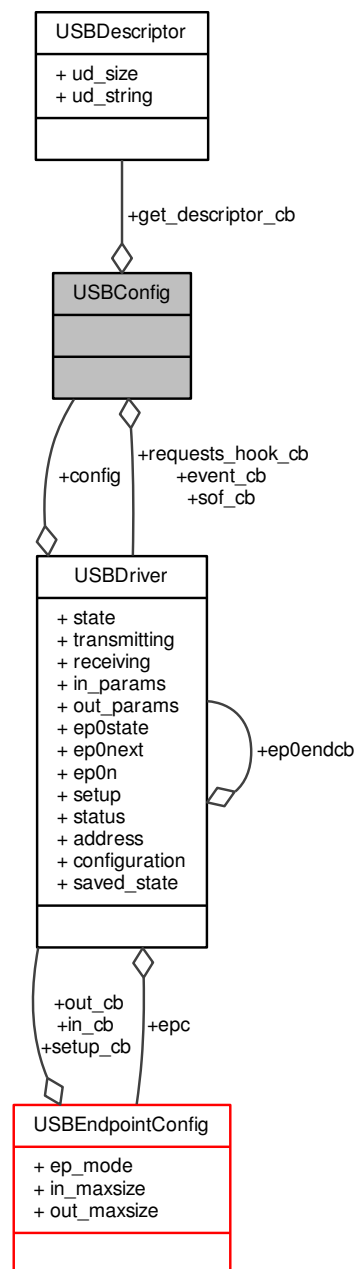 USBDescriptor
+ ud_size
+ ud_string
+get_descriptor_cb
USBConfig
+config
+requests_hook_cb
+event_cb
+sof_cb
USBDriver
+ state
+ transmitting
+ receiving
+ in_params
+ out_params
+ ep0state
+ ep0next
+ ep0n
+ setup
+ status
+ address
+ configuration
+ saved_state
+ep0endcb
+out_cb
+in_cb
+setup_cb
+epc
USBEndpointConfig
+ ep_mode
+ in_maxsize
+ out_maxsize